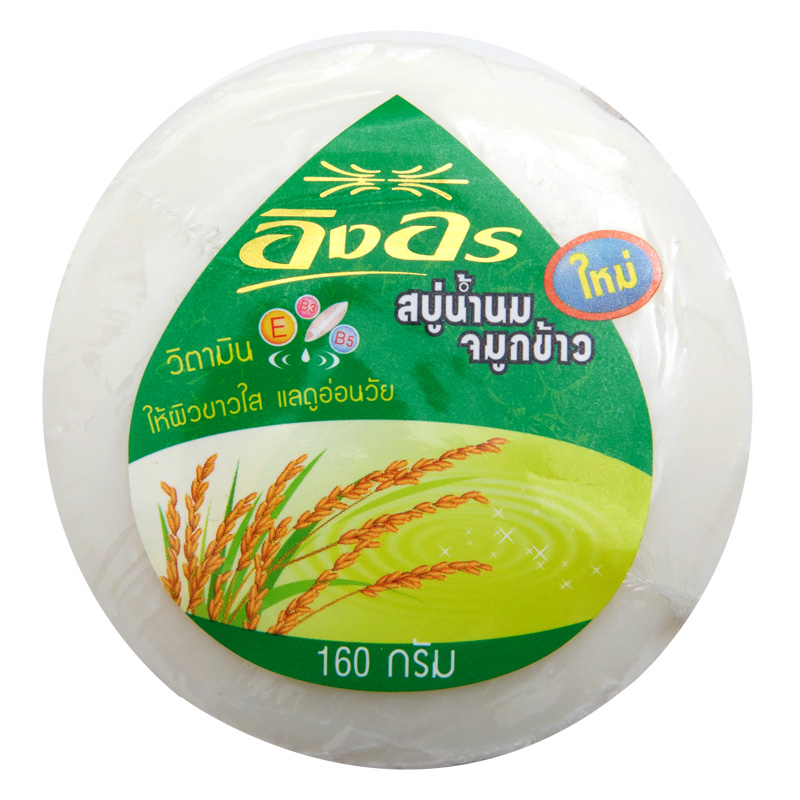 อิงอร
ใหม่
สบู่น้ำนม
จมูกข้าว
วิตามิน E B3 B5
ให้ผิวขาวใส แลดูอ่อนวัย
160 กรัม